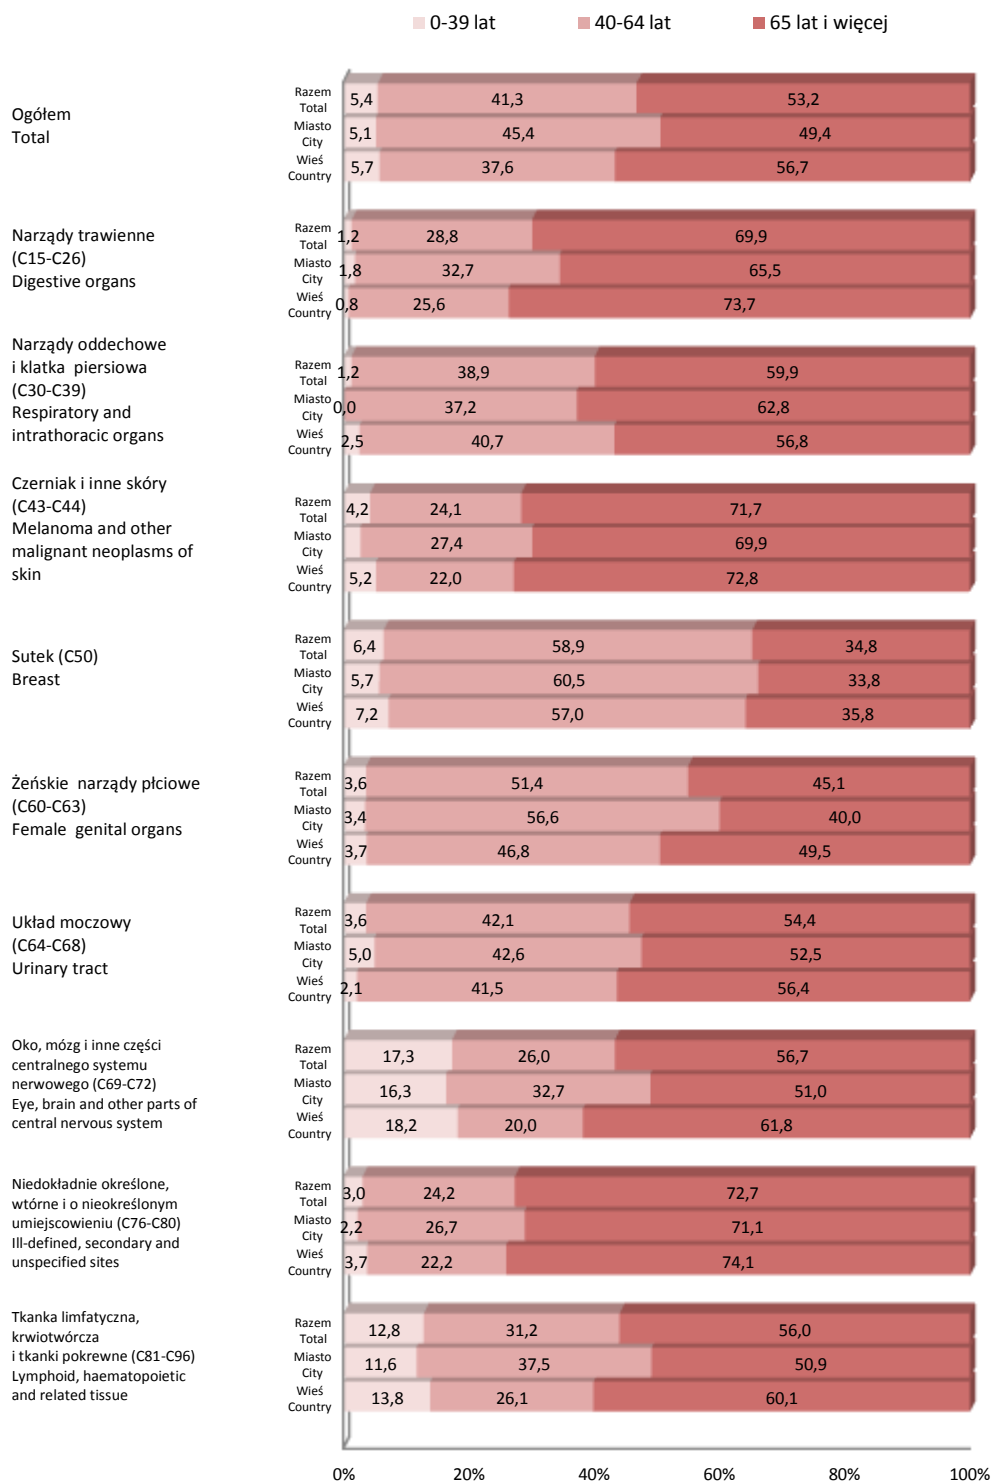 0-39 lat 40-64 lat 65 lat i więcej
Ogółem
Total
Razem
Total
5,4 41,3 53,2
Miasto
City
5,1 45,4 49,4
Wieś
Country
5,7 37,6 56,7
Narządy trawienne
(C15-C26)
Digestive organs
Razem
Total
1,2 28,8 69,9
Miasto
City
1,8 32,7 65,5
Wieś
Country
0,8 25,6 73,7
Narządy oddechowe
i klatka piersiowa
(C30-C39)
Respiratory and
intrathoracic organs
Razem
Total
1,2 38,9 59,9
Miasto
City
0,0 37,2 62,8
Wieś
Country
2,5 40,7 56,8
Czerniak i inne skóry
(C43-C44)
Melanoma and other
malignant neoplasms of
skin
Razem
Total
4,2 24,1 71,7
Miasto
City
27,4 69,9
Wieś
Country
5,2 22,0 72,8
Sutek (C50)
Breast
Razem
Total
6,4 58,9 34,8
Miasto
City
5,7 60,5 33,8
Wieś
Country
7,2 57,0 35,8
Żeńskie narządy płciowe
(C60-C63)
Female genital organs
Razem
Total
3,6 51,4 45,1
Miasto
City
3,4 56,6 40,0
Wieś
Country
3,7 46,8 49,5
Układ moczowy
(C64-C68)
Urinary tract
Razem
Total
3,6 42,1 54,4
Miasto
City
5,0 42,6 52,5
Wieś
Country
2,1 41,5 56,4
Oko, mózg i inne części
centralnego systemu
nerwowego (C69-C72)
Eye, brain and other parts of
central nervous system
Razem
Total
17,3 26,0 56,7
Miasto
City
16,3 32,7 51,0
Wieś
Country
18,2 20,0 61,8
Niedokładnie określone,
wtórne i o nieokreślonym
umiejscowieniu (C76-C80)
Ill-defined, secondary and
unspecified sites
Razem
Total
3,0 24,2 72,7
Miasto
City
2,2 26,7 71,1
Wieś
Country
3,7 22,2 74,1
Tkanka limfatyczna,
krwiotwórcza
i tkanki pokrewne (C81-C96)
Lymphoid, haematopoietic
and related tissue
Razem
Total
12,8 31,2 56,0
Miasto
City
11,6 37,5 50,9
Wieś
Country
13,8 26,1 60,1
0% 20% 40% 60% 80% 100%